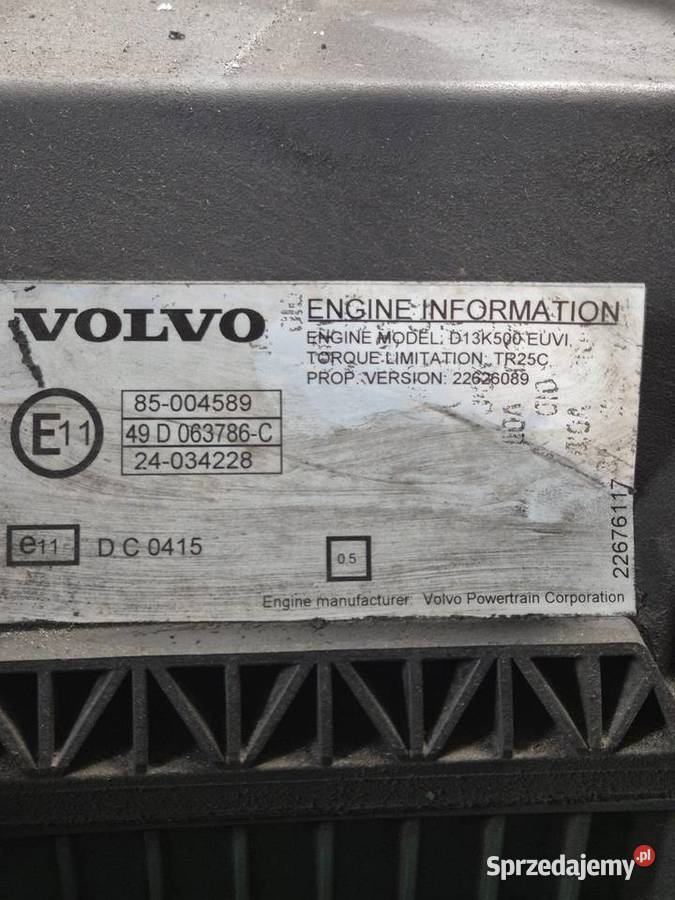 VOLVO
ENGINE INFORMATION
ENGINE MODEL: D13K500 EUVI
TORQUE LIMITATION: TR25C
PROP. VERSION: 22626089
E11
85-004589
49 D 063786-C
24-034228
22676117
e11
D C 0415
0.5
Engine manufacturer Volvo Powertrain Corporation
Sprzedajemy.pl